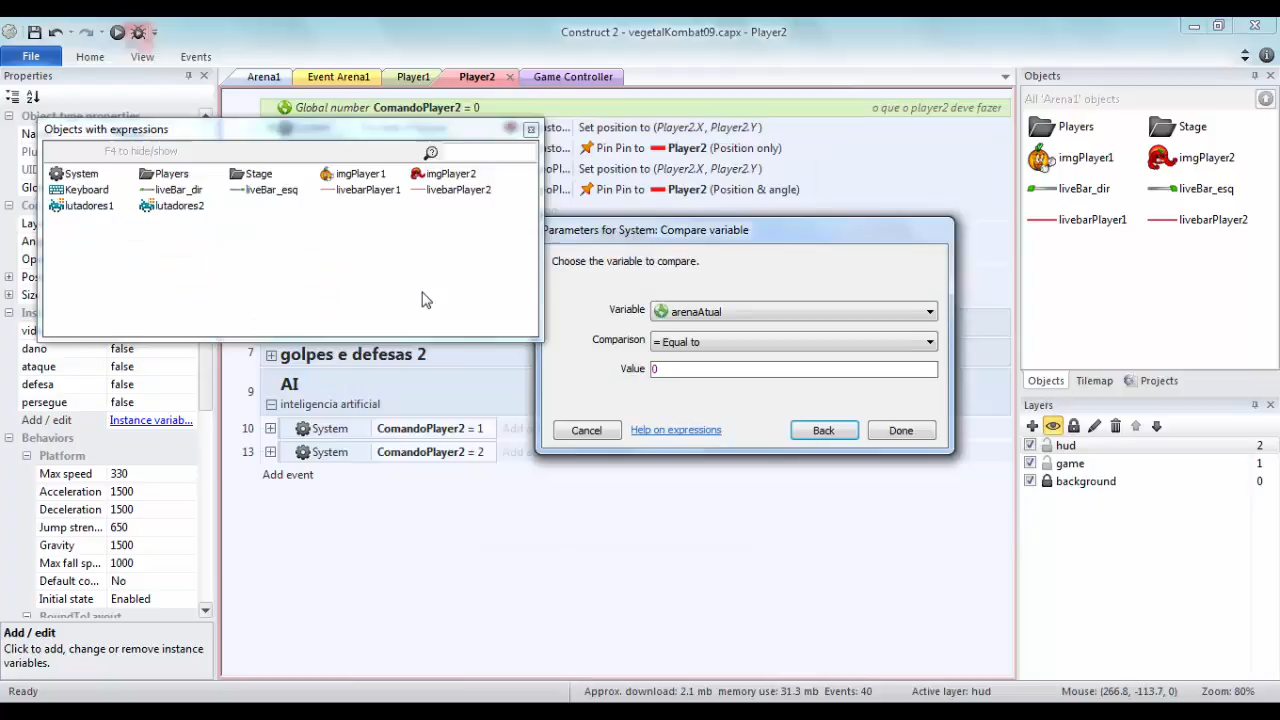 Construct 2 - vegetalKombat09.capx - Player2
File Home View Events
Properties
Arena1 Event Arena1 Player1 Player2 Game Controller
Objects
Global number ComandoPlayer2 = 0 o que o player2 deve fazer
All 'Arena1' objects
Objects with expressions
F4 to hide/show
System Players Stage imgPlayer1 imgPlayer2
Keyboard liveBar_dir liveBar_esq livebarPlayer1 livebarPlayer2
lutadores1 lutadores2
Set position to (Player2.X, Player2.Y)
Pin Pin to Player2 (Position only)
Set position to (Player2.X, Player2.Y)
Pin Pin to Player2 (Position & angle)
Players Stage
imgPlayer1 imgPlayer2
liveBar_dir liveBar_esq
livebarPlayer1 livebarPlayer2
Parameters for System: Compare variable
Choose the variable to compare.
Variable arenaAtual
Comparison = Equal to
Value 0
Cancel Help on expressions Back Done
7 golpes e defesas 2
9 AI
inteligencia artificial
10 System ComandoPlayer2 = 1
13 System ComandoPlayer2 = 2
Add event
dano false
ataque false
defesa false
persegue false
Add / edit Instance variab...
Behaviors
Platform
Max speed 330
Acceleration 1500
Deceleration 1500
Jump stren... 650
Gravity 1500
Max fall sp... 1000
Default co... No
Initial state Enabled
BoundToLayout
Add / edit
Click to add, change or remove instance
variables.
Objects Tilemap Projects
Layers
hud 2
game 1
background 0
Ready Approx. download: 2.1 mb memory use: 31.3 mb Events: 40 Active layer: hud Mouse: (266.8, -113.7, 0) Zoom: 80%